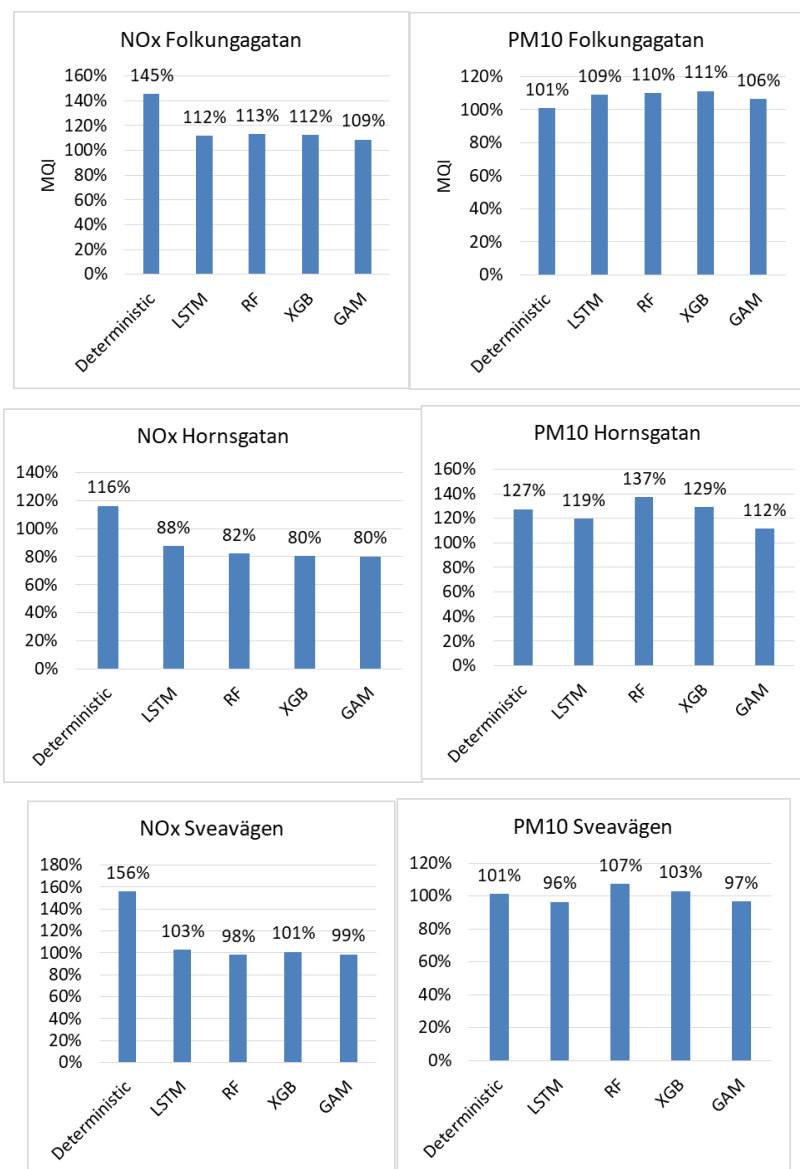 NOx Folkungagatan
160%
140%
120%
100%
80%
60%
40%
20%
0%
MQI
145%
112%
113%
112%
109%
Deterministic
LSTM
RF
XGB
GAM
PM10 Folkungagatan
120%
100%
80%
60%
40%
20%
0%
MQI
101%
109%
110%
111%
106%
Deterministic
LSTM
RF
XGB
GAM
NOx Hornsgatan
140%
120%
100%
80%
60%
40%
20%
0%
116%
88%
82%
80%
80%
Deterministic
LSTM
RF
XGB
GAM
PM10 Hornsgatan
160%
140%
120%
100%
80%
60%
40%
20%
0%
127%
119%
137%
129%
112%
Deterministic
LSTM
RF
XGB
GAM
NOx Sveavägen
180%
160%
140%
120%
100%
80%
60%
40%
20%
0%
156%
103%
98%
101%
99%
Deterministic
LSTM
RF
XGB
GAM
PM10 Sveavägen
120%
100%
80%
60%
40%
20%
0%
101%
96%
107%
103%
97%
Deterministic
LSTM
RF
XGB
GAM